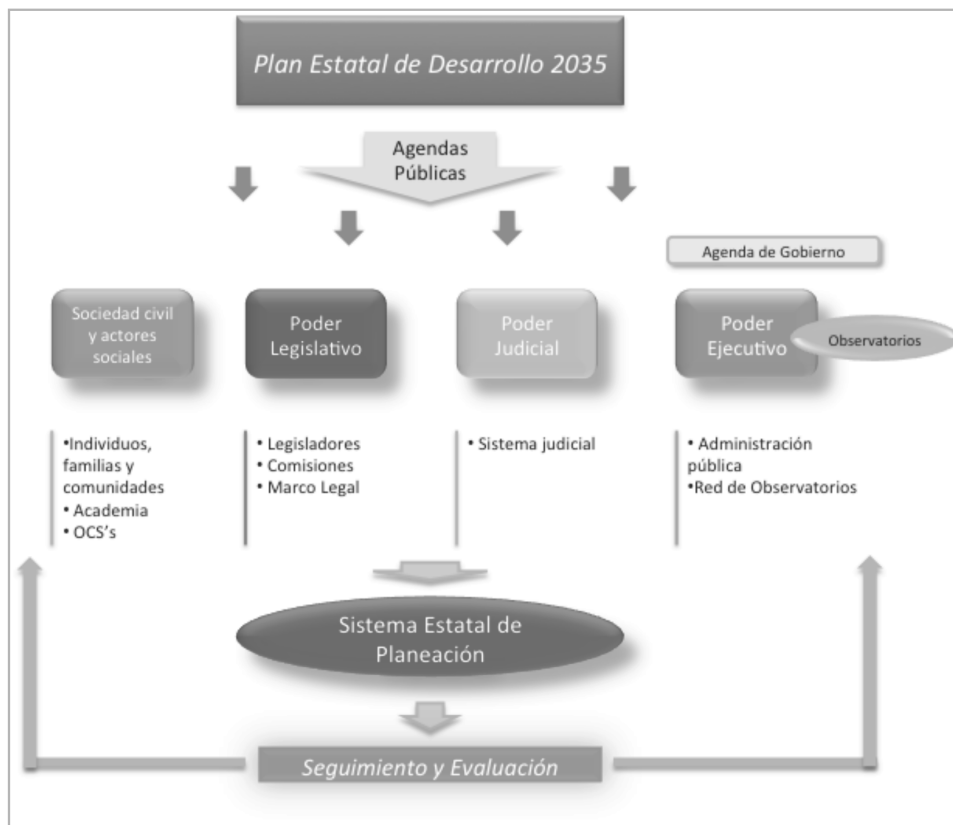 Plan Estatal de Desarrollo 2035
Agendas
Públicas
Agenda de Gobierno
Sociedad civil
y actores
sociales
Poder
Legislativo
Poder
Judicial
Poder
Ejecutivo
Observatorios
•Individuos,
familias y
comunidades
• Academia
• OCS's
• Legisladores
• Comisiones
• Marco Legal
• Sistema judicial
• Administración
pública
•Red de Observatorios
Sistema Estatal de
Planeación
Seguimiento y Evaluación